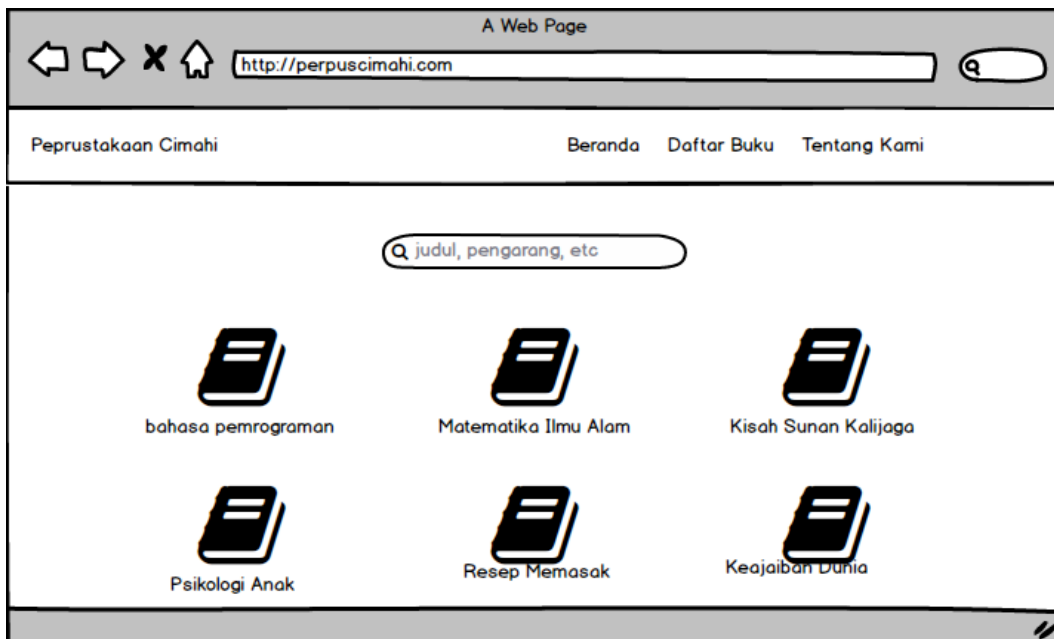 A Web Page
http://perpuscimahi.com
Peprustakaan Cimahi
Beranda Daftar Buku Tentang Kami
judul, pengarang, etc
bahasa pemrograman
Matematika Ilmu Alam
Kisah Sunan Kalijaga
Psikologi Anak
Resep Memasak
Keajaiban Dunia